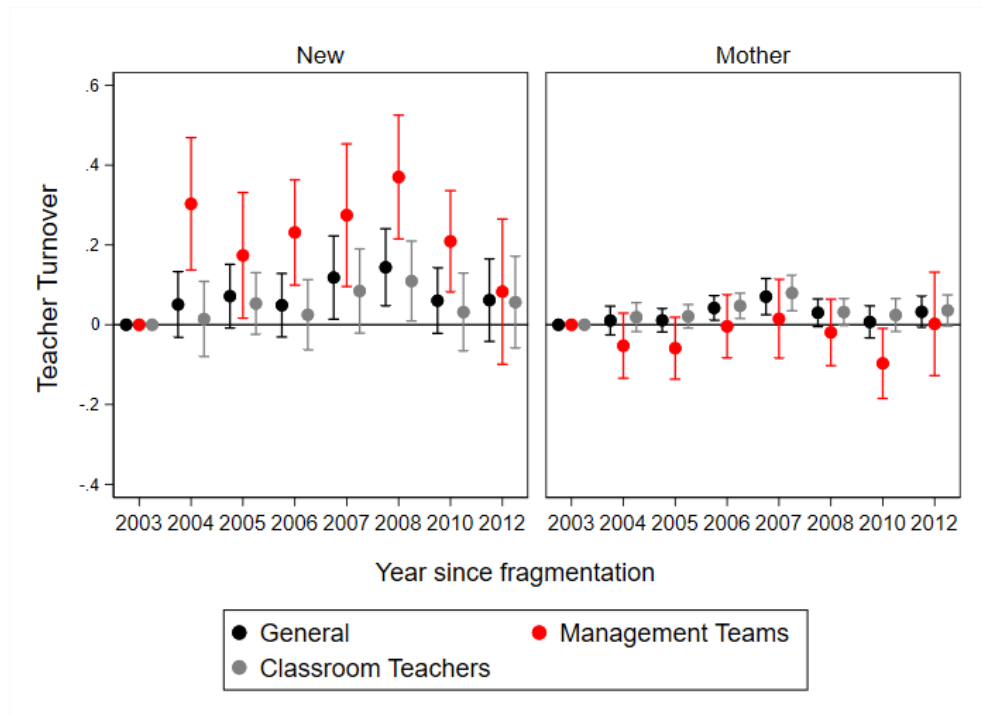 New
Mother
Teacher Turnover
.6
.4
.2
0
-.2
-.4
2003 2004 2005 2006 2007 2008 2010 2012
2003 2004 2005 2006 2007 2008 2010 2012
Year since fragmentation
General
Management Teams
Classroom Teachers